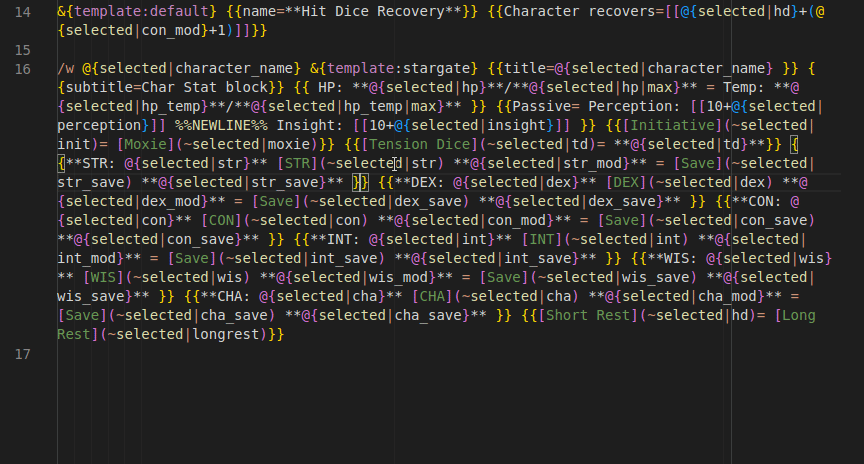 14 &{template:default} {{name=**Hit Dice Recovery**}} {{Character recovers=[[@{selected|hd}+(@
{selected|con_mod}+1)]]}}
15
16 /w @{selected|character_name} &{template:stargate} {{title=@{selected|character_name} }} {
{subtitle=Char Stat block}} {{ HP: **@{selected|hp}**/**@{selected|hp|max}** = Temp: **@
{selected|hp_temp}**/**@{selected|hp_temp|max}** }} {{Passive= Perception: [[10+@{selected|
perception}]] %%NEWLINE%% Insight: [[10+@{selected|insight}]] }} {{[Initiative](~selected|
init)= [Moxie](~selected|moxie)}} {{[Tension Dice](~selected|td)= **@{selected|td}**}} {
{**STR: @{selected|str}** [STR](~selected|str) **@{selected|str_mod}** = [Save](~selected|
str_save) **@{selected|str_save}** }} {{**DEX: @{selected|dex}** [DEX](~selected|dex) **@
{selected|dex_mod}** = [Save](~selected|dex_save) **@{selected|dex_save}** }} {{**CON: @
{selected|con}** [CON](~selected|con) **@{selected|con_mod}** = [Save](~selected|con_save)
**@{selected|con_save}** }} {{**INT: @{selected|int}** [INT](~selected|int) **@{selected|
int_mod}** = [Save](~selected|int_save) **@{selected|int_save}** }} {{**WIS: @{selected|wis}
** [WIS](~selected|wis) **@{selected|wis_mod}** = [Save](~selected|wis_save) **@{selected|
wis_save}** }} {{**CHA: @{selected|cha}** [CHA](~selected|cha) **@{selected|cha_mod}** =
[Save](~selected|cha_save) **@{selected|cha_save}** }} {{[Short Rest](~selected|hd)= [Long
Rest](~selected|longrest)}}
17